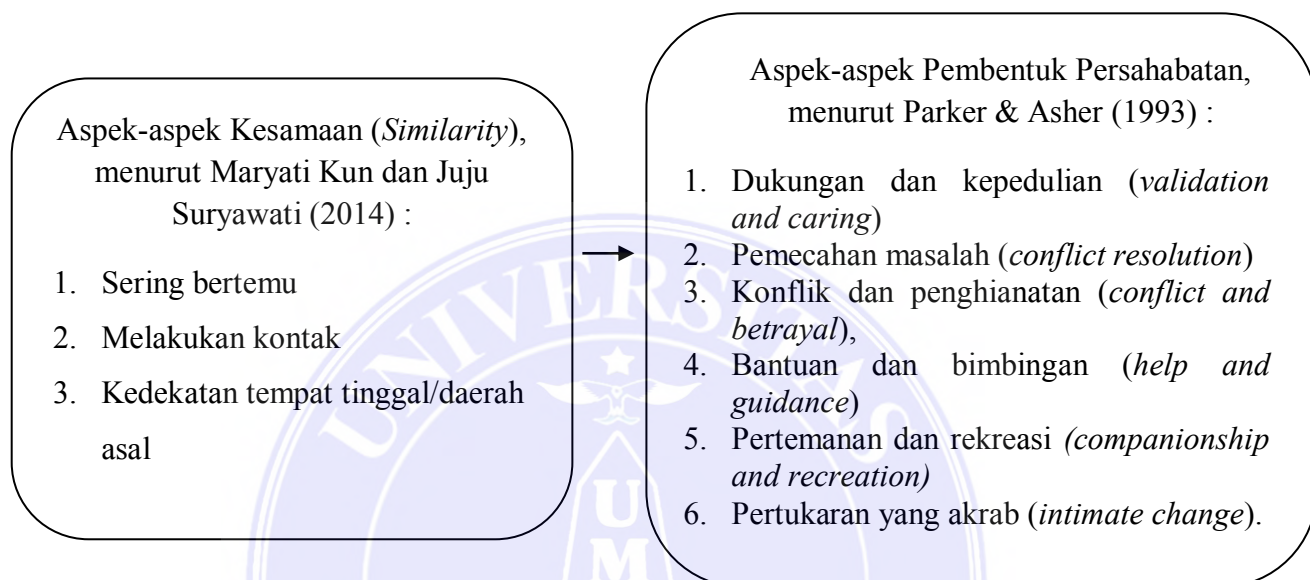 Aspek-aspek Kesamaan (Similarity),
menurut Maryati Kun dan Juju
Suryawati (2014) :
1. Sering bertemu
2. Melakukan kontak
3. Kedekatan tempat tinggal/daerah
asal
Aspek-aspek Pembentuk Persahabatan,
menurut Parker & Asher (1993) :
1. Dukungan dan kepedulian (validation
and caring)
2. Pemecahan masalah (conflict resolution)
3. Konflik dan penghianatan (conflict and
betrayal),
4. Bantuan dan bimbingan (help and
guidance)
5. Pertemanan dan rekreasi (companionship
and recreation)
6. Pertukaran yang akrab (intimate change).
UNIVERSITAS
U
M